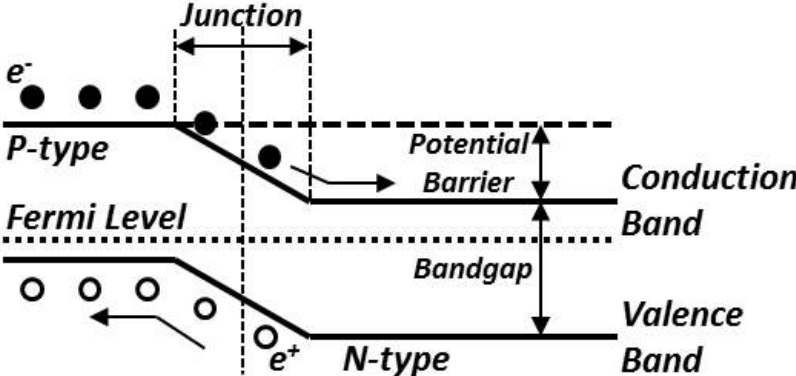 Junction
e-
P-type
Potential
Barrier
Conduction
Band
Fermi Level
Bandgap
Valence
Band
e+
N-type